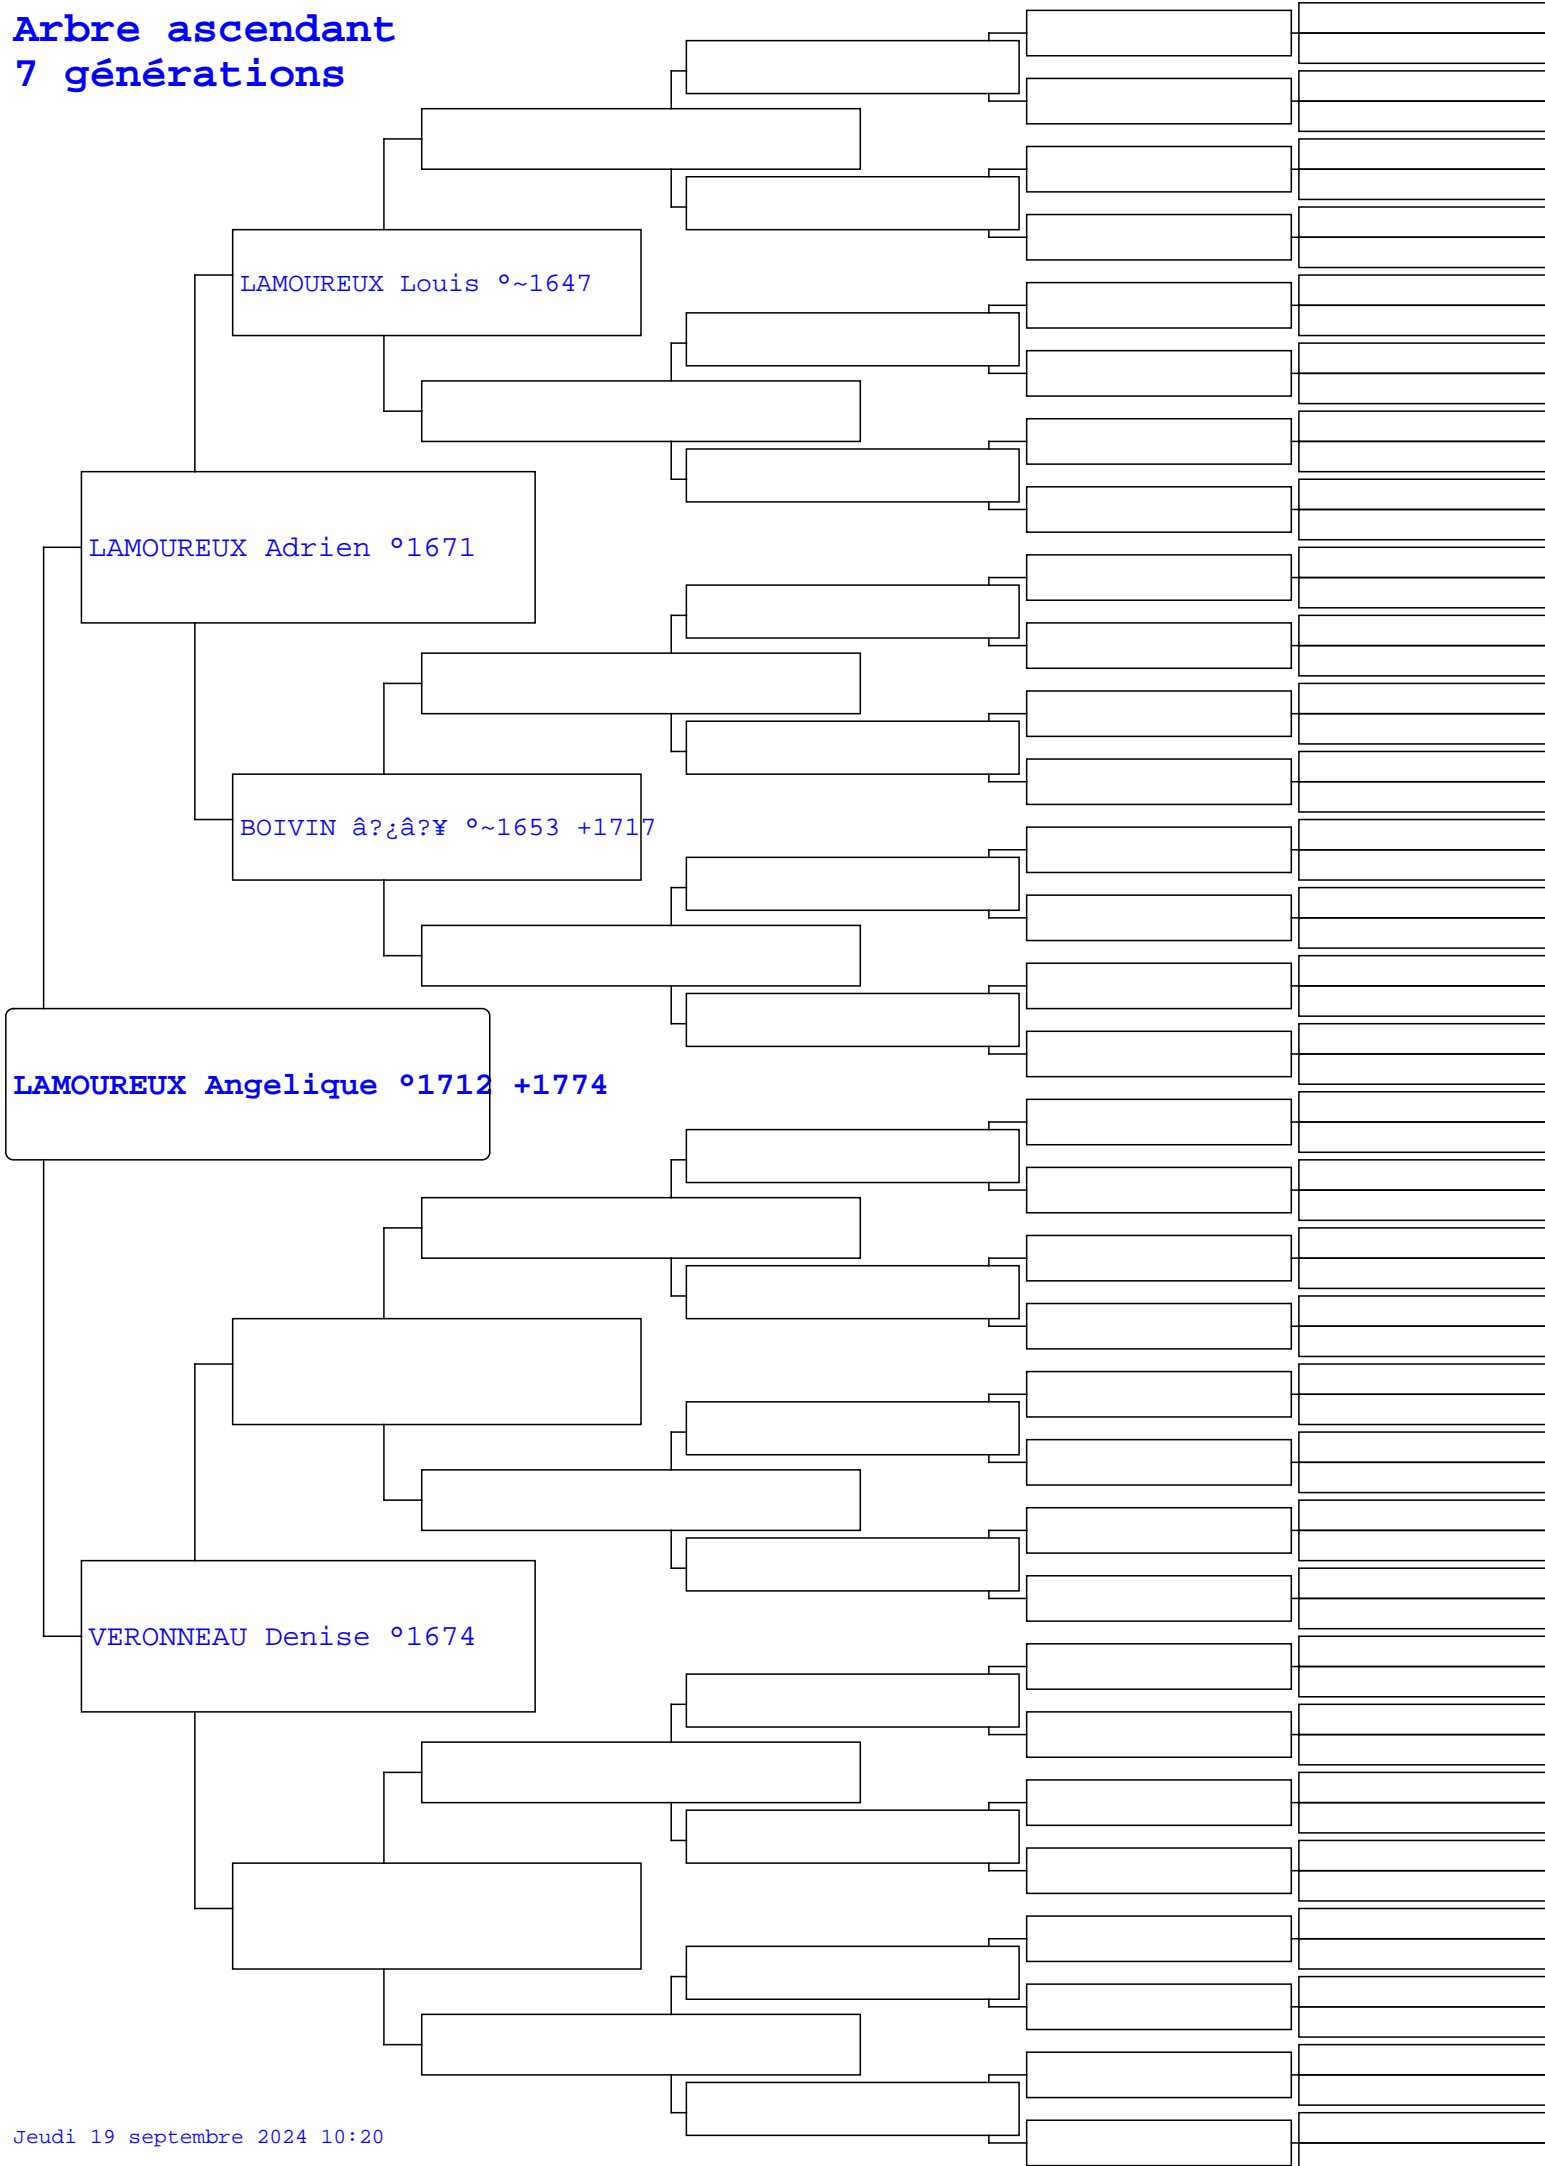 Arbre ascendant
7 générations
LAMOUREUX Louis °~1647
LAMOUREUX Adrien °1671
BOIVIN â?¿â?¥ °~1653 +1717
LAMOUREUX Angelique °1712 +1774
VERONNEAU Denise °1674
Jeudi 19 septembre 2024 10:20